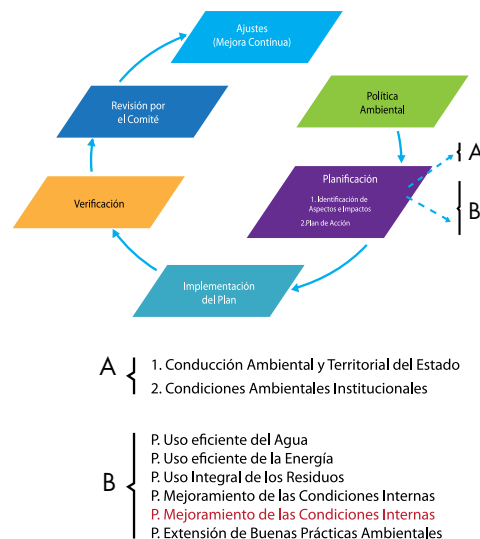 Ajustes
(Mejora Contínua)
Revisión por
el Comité
Política
Ambiental
A
Planificación
1. Identificación de
Aspectos e Impactos
2.Plan de Acción
B
Verificación
Implementación
del Plan
A
1. Conducción Ambiental y Territorial del Estado
2. Condiciones Ambientales Institucionales
B
P. Uso eficiente del Agua
P. Uso eficiente de la Energía
P. Uso Integral de los Residuos
P. Mejoramiento de las Condiciones Internas
P. Mejoramiento de las Condiciones Internas
P. Extensión de Buenas Prácticas Ambientales